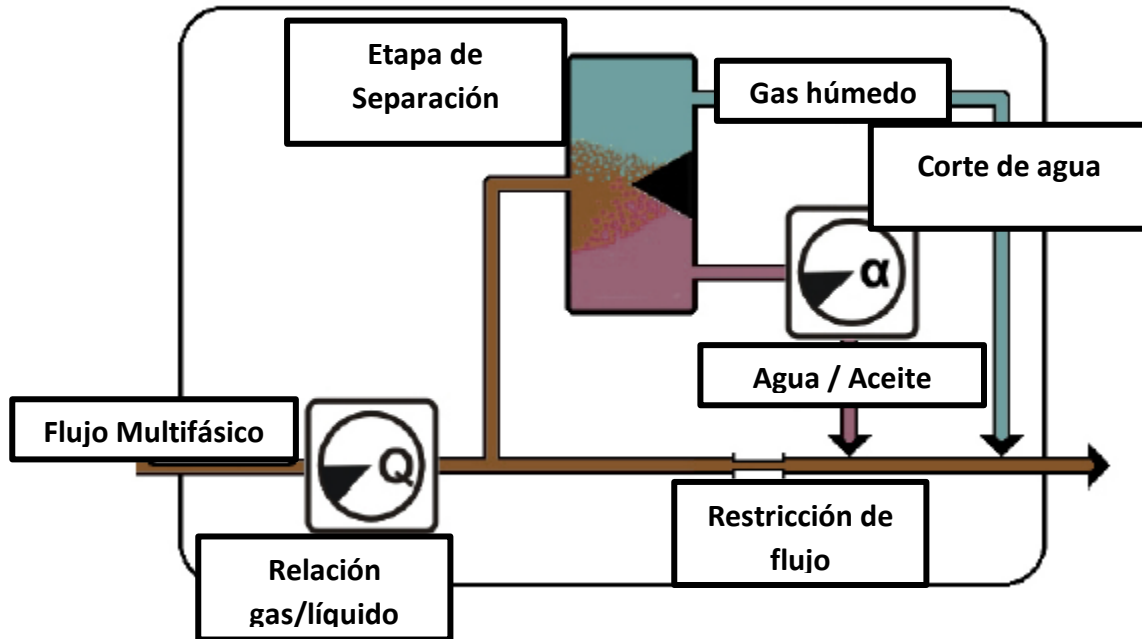 Etapa de
Separación
Gas húmedo
Corte de agua
α
Agua / Aceite
Flujo Multifásico
Q
Restricción de
flujo
Relación
gas/líquido